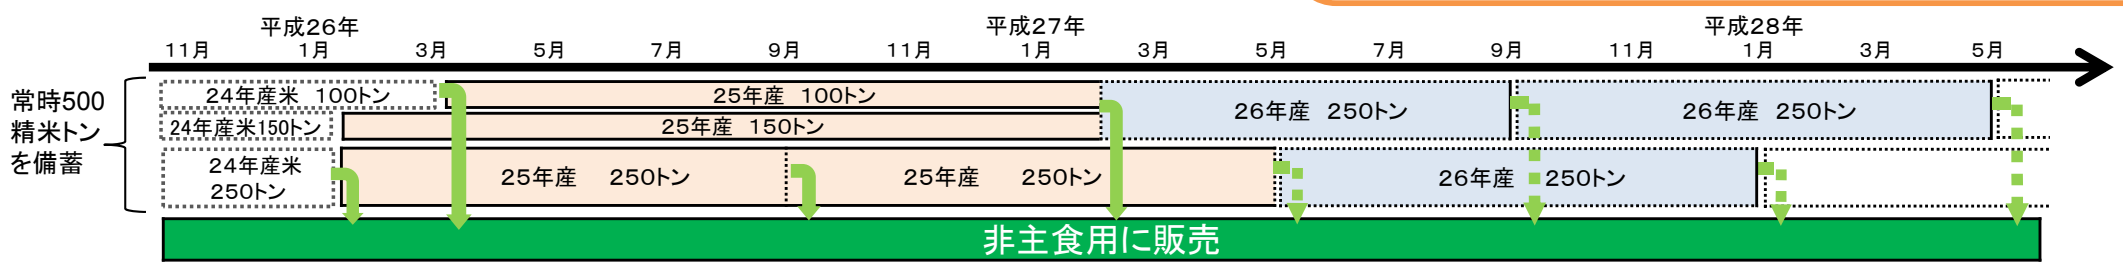 平成26年
平成27年
平成28年
11月 1月 3月 5月 7月 9月 11月 1月 3月 5月 7月 9月 11月 1月 3月 5月
常時500
精米トン
を備蓄
24年産米 100トン
25年産 100トン
26年産 250トン
26年産 250トン
24年産米150トン
25年産 150トン
24年産米
250トン
25年産 250トン
25年産 250トン
26年産 250トン
非主食用に販売